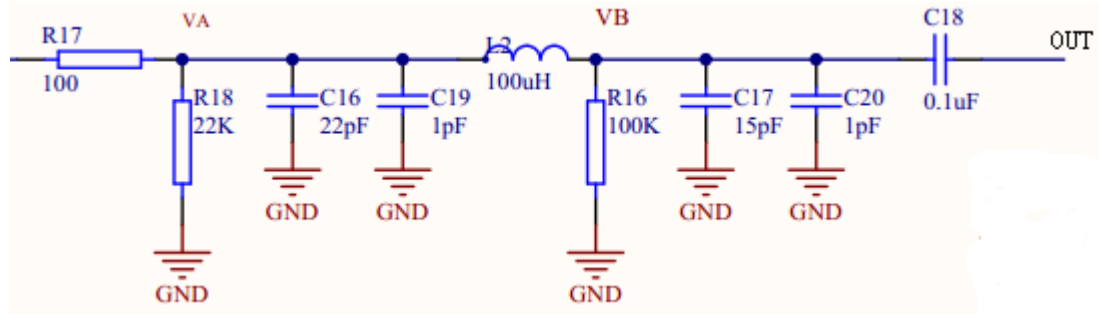 VA
VB
C18
R17
L2
OUT
100
100uH
R18
C16
C19
R16
C17
C20
0.1uF
22K
22pF
1pF
100K
15pF
1pF
GND
GND
GND
GND
GND
GND